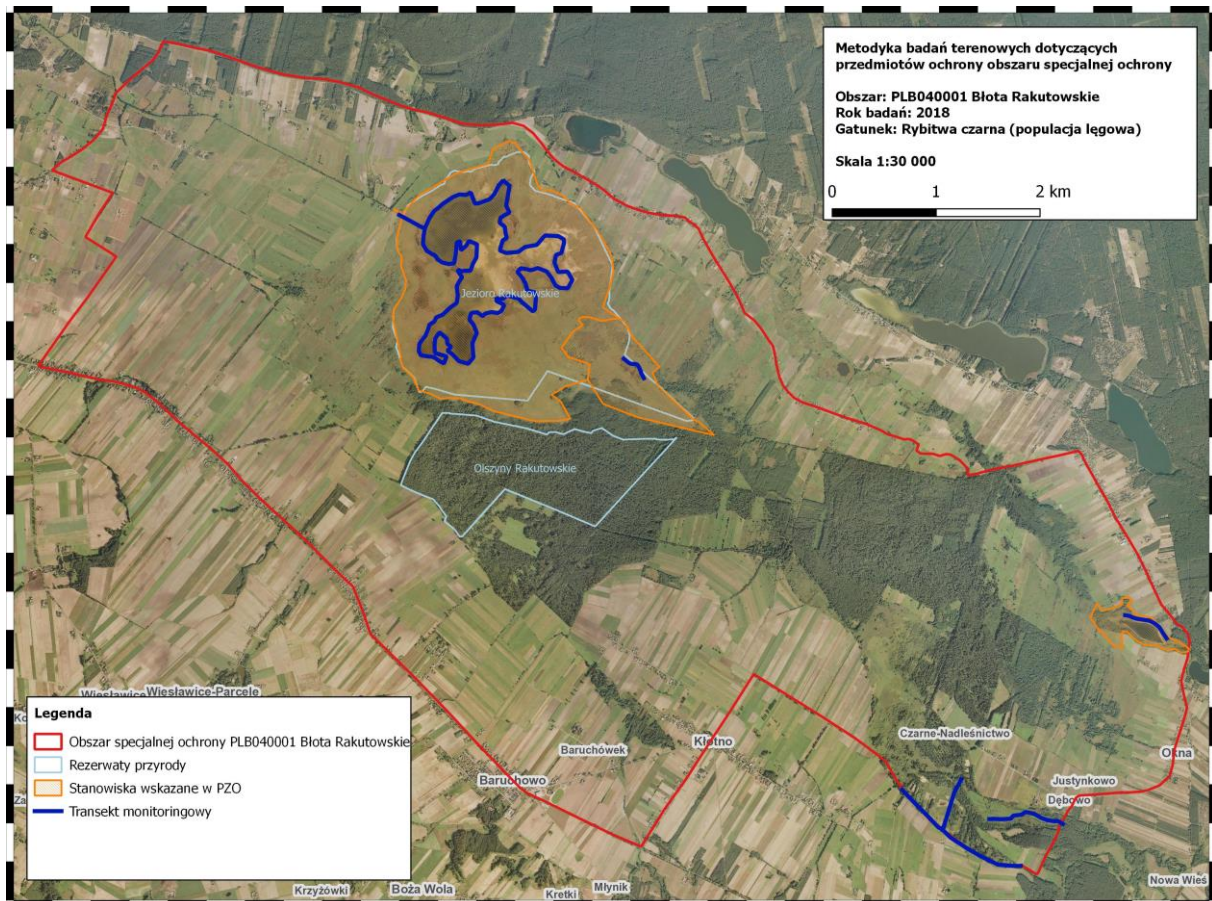 Metodyka badań terenowych dotyczących
przedmiotów ochrony obszaru specjalnej ochrony
Obszar: PLB040001 Błota Rakutowskie
Rok badań: 2018
Gatunek: Rybitwa czarna (populacja lęgowa)
Skala 1:30 000
0 1 2 km
Jezioro Rakutowskie
Olszyny Rakutowskie
Wiesławice Wiesławice-Parcele
Legenda
Obszar specjalnej ochrony PLB040001 Błota Rakutowskie
Rezerwaty przyrody
Stanowiska wskazane w PZO
Transekt monitoringowy
Kłotno
Baruchówek
Baruchowo
Czarne-Nadleśnictwo
Okna
Justynkowo
Dębowo
Krzyżówki
Boża Wola
Kretki
Młynik
Nowa Wieś